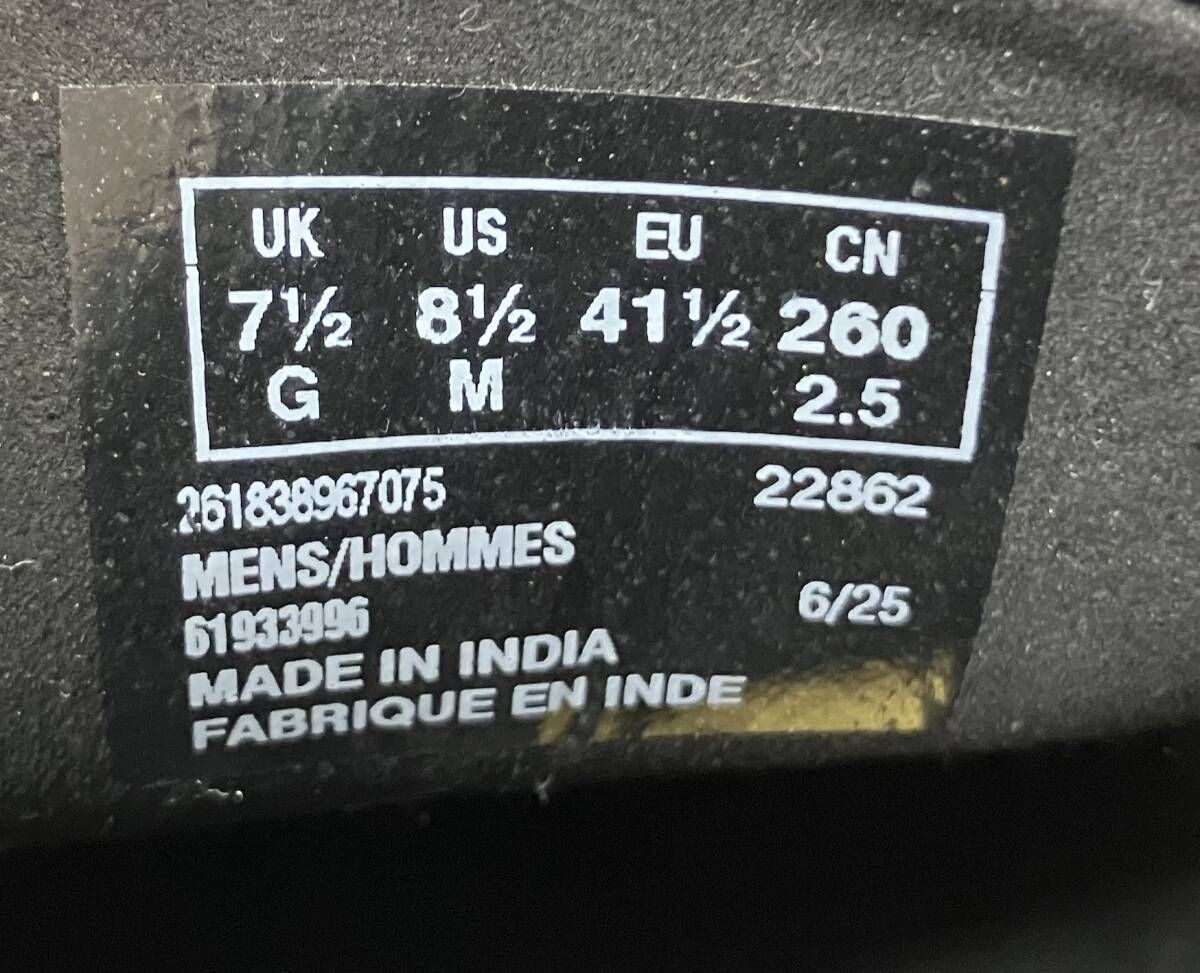 UK US EU CN
7½ 8½ 41½ 260
G M 2.5
261838967075 22862
MENS/HOMMES
61933996 6/25
MADE IN INDIA
FABRIQUE EN INDE